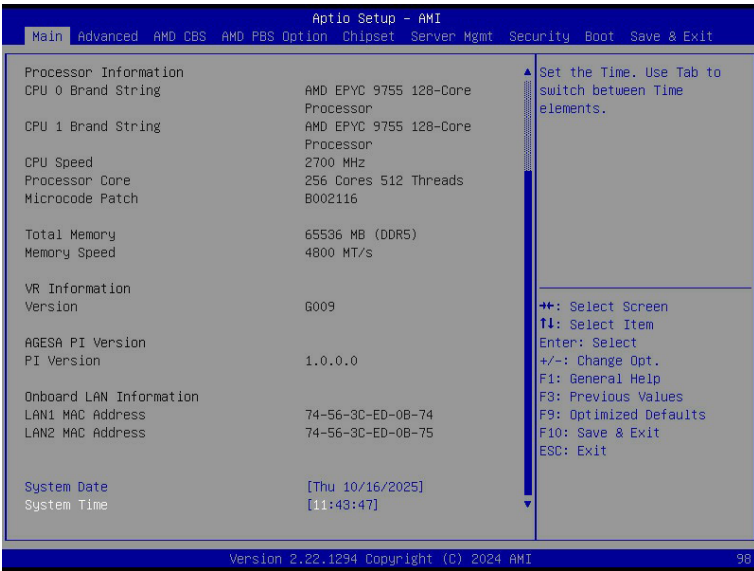 Aptio Setup – AMI
Main Advanced AMD CBS AMD PBS Option Chipset Server Mgmt Security Boot Save & Exit
Processor Information
CPU 0 Brand String AMD EPYC 9755 128-Core
Processor
CPU 1 Brand String AMD EPYC 9755 128-Core
Processor
CPU Speed 2700 MHz
Processor Core 256 Cores 512 Threads
Microcode Patch B002116
Total Memory 65536 MB (DDR5)
Memory Speed 4800 MT/s
VR Information
Version G009
AGESA PI Version
PI Version 1.0.0.0
Onboard LAN Information
LAN1 MAC Address 74-56-3C-ED-0B-74
LAN2 MAC Address 74-56-3C-ED-0B-75
System Date [Thu 10/16/2025]
System Time [11:43:47]
Set the Time. Use Tab to
switch between Time
elements.
→←: Select Screen
↑↓: Select Item
Enter: Select
+/-: Change Opt.
F1: General Help
F3: Previous Values
F9: Optimized Defaults
F10: Save & Exit
ESC: Exit
Version 2.22.1294 Copyright (C) 2024 AMI
98